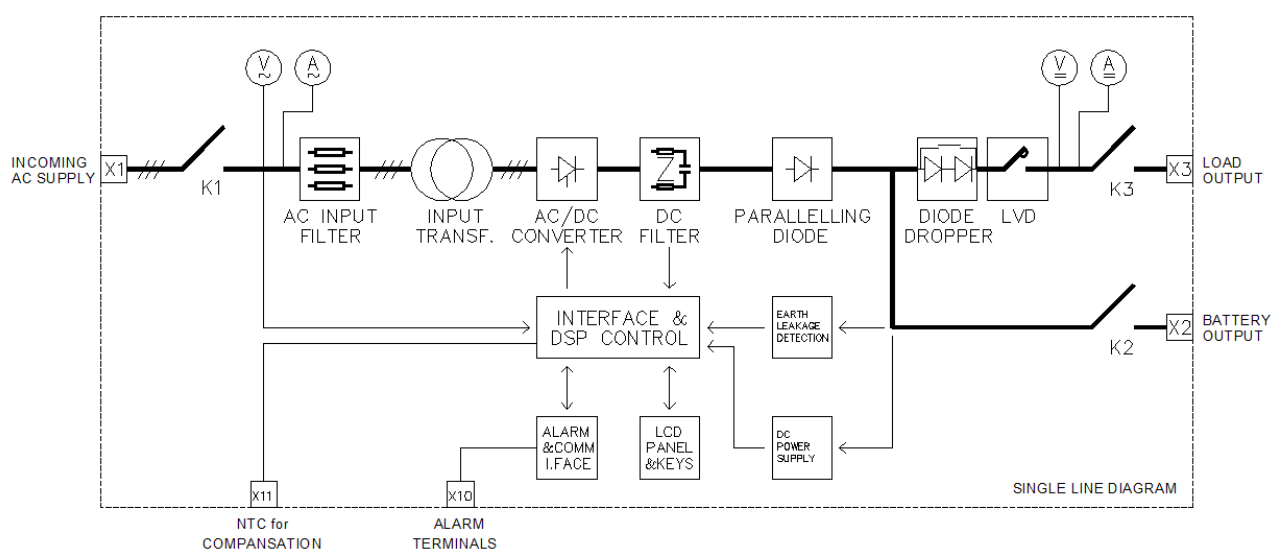 V
A
V
A
INCOMING
AC SUPPLY
X1
K1
AC INPUT
FILTER
INPUT
TRANSF.
AC/DC
CONVERTER
DC
FILTER
PARALLELLING
DIODE
DIODE
DROPPER
LVD
K3
X3
LOAD
OUTPUT
INTERFACE &
DSP CONTROL
EARTH
LEAKAGE
DETECTION
K2
X2
BATTERY
OUTPUT
ALARM
&COMM
I.FACE
LCD
PANEL
&KEYS
DC
POWER
SUPPLY
X11
X10
SINGLE LINE DIAGRAM
NTC for
COMPANSATION
ALARM
TERMINALS